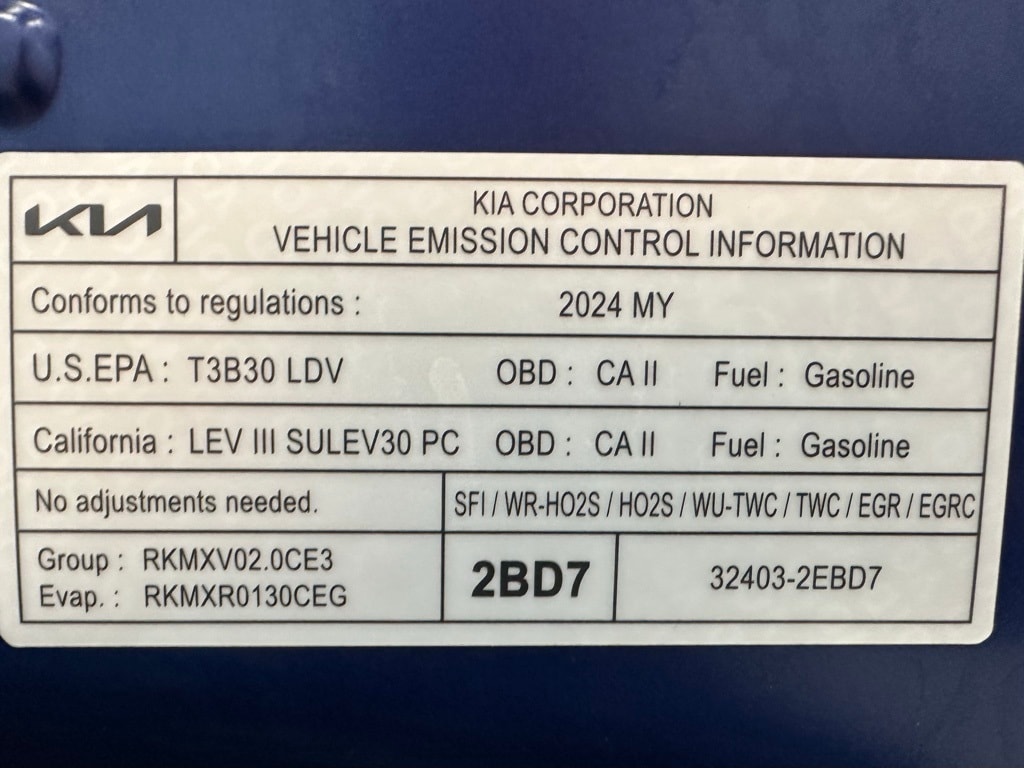 KIA
KIA CORPORATION
VEHICLE EMISSION CONTROL INFORMATION
Conforms to regulations : 2024 MY
U.S.EPA : T3B30 LDV OBD : CA II Fuel : Gasoline
California : LEV III SULEV30 PC OBD : CA II Fuel : Gasoline
No adjustments needed. SFI / WR-HO2S / HO2S / WU-TWC / TWC / EGR / EGRC
Group : RKMXV02.0CE3
Evap. : RKMXR0130CEG
2BD7
32403-2EBD7